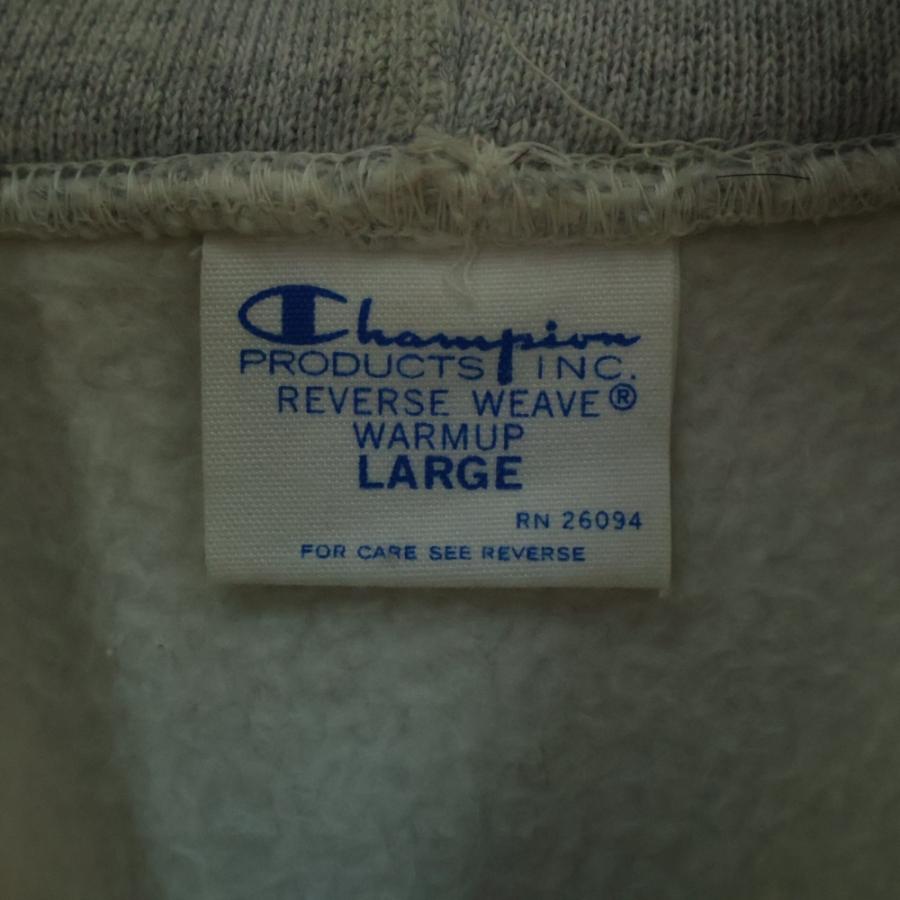 Champion
PRODUCTS INC.
REVERSE WEAVE®
WARMUP
LARGE
RN 26094
FOR CARE SEE REVERSE